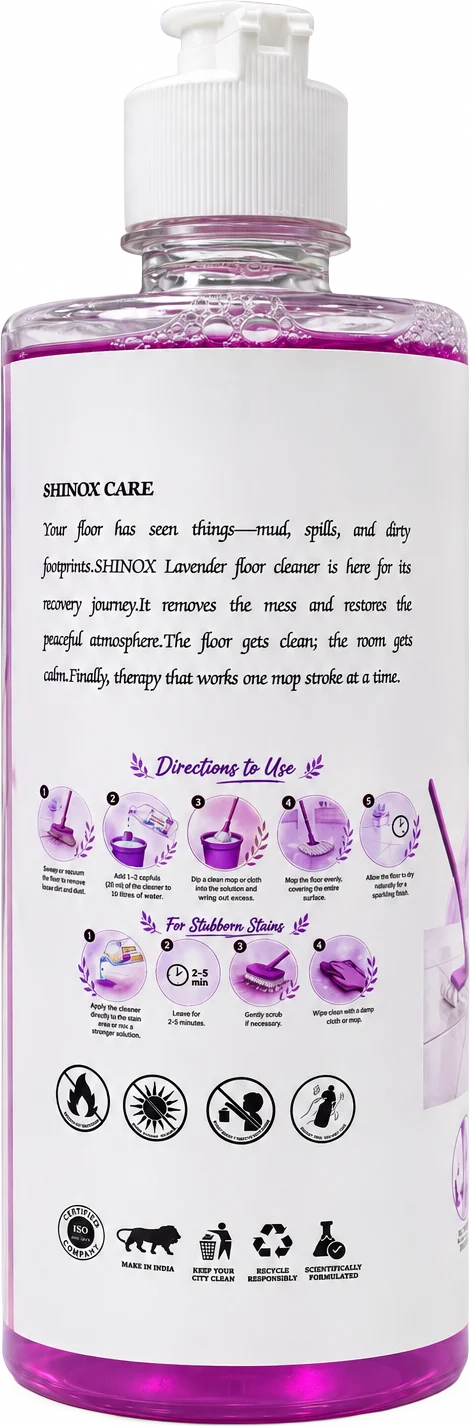 SHINOX CARE
Your floor has seen things—mud, spills, and dirty
footprints.SHINOX Lavender floor cleaner is here for its
recovery journey.It removes the mess and restores the
peaceful atmosphere.The floor gets clean; the room gets
calm.Finally, therapy that works one mop stroke at a time.
Directions to Use
1 2 3 4 5
Sweep or vacuum
the floor to remove
loose dirt and dust.
Add 1–2 capfuls
(20 ml) of the cleaner to
10 litres of water.
Dip a clean mop or cloth
into the solution and
wring out excess.
Mop the floor evenly,
covering the entire
surface.
Allow the floor to dry
naturally for a
sparkling finish.
For Stubborn Stains
1 2 3 4
2–5
min
Apply the cleaner
directly to the stain
area or
stronger solution.
Leave for
2-5 minutes.
Gently scrub
if necessary.
Wipe clean with a damp
cloth or mop.
CERTIFIED
ISO
COMPANY
MAKE IN INDIA
KEEP YOUR
CITY CLEAN
RECYCLE
RESPONSIBLY
SCIENTIFICALLY
FORMULATED